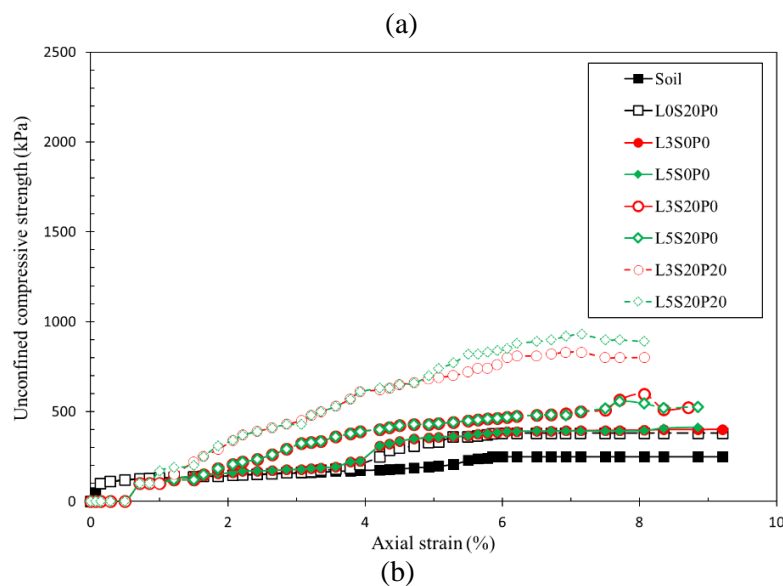 (a)
2500
2000
1500
1000
500
0
Unconfined compressive strength (kPa)
Soil
L0S20P0
L3S0P0
L5S0P0
L3S20P0
L5S20P0
L3S20P20
L5S20P20
0 2 4 6 8 10
Axial strain (%)
(b)